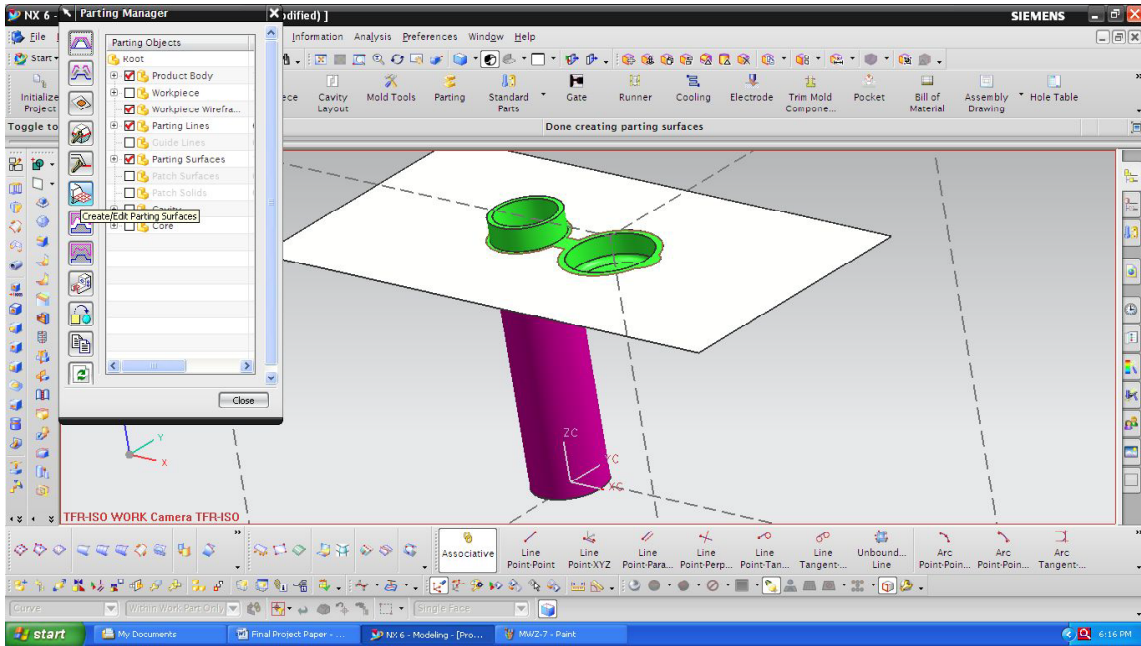 NX 6 -
Parting Manager
odified) ]
SIEMENS
File
Information Analysis Preferences Window Help
Start
Parting Objects
Root
Product Body
Workpiece
Workpiece Wirefra...
Parting Lines
Guide Lines
Parting Surfaces
Patch Surfaces
Patch Solids
Cavity
Core
Create/Edit Parting Surfaces
Close
Initialize
Project
ece
Cavity
Layout
Mold Tools
Parting
Standard
Parts
Gate
Runner
Cooling
Electrode
Trim Mold
Compone...
Pocket
Bill of
Material
Assembly
Drawing
Hole Table
Toggle to
Done creating parting surfaces
ZC
YC
XC
Y
X
TFR-ISO WORK Camera TFR-ISO
Associative
Line
Point-Point
Line
Point-XYZ
Line
Point-Para...
Line
Point-Perp...
Line
Point-Tan...
Line
Tangent-...
Unbound...
Line
Arc
Point-Poin...
Arc
Point-Poin...
Arc
Tangent-...
Curve
Within Work Part Only
Single Face
start
My Documents
Final Project Paper - ...
NX 6 - Modeling - [Pro...
MWZ-7 - Paint
6:16 PM